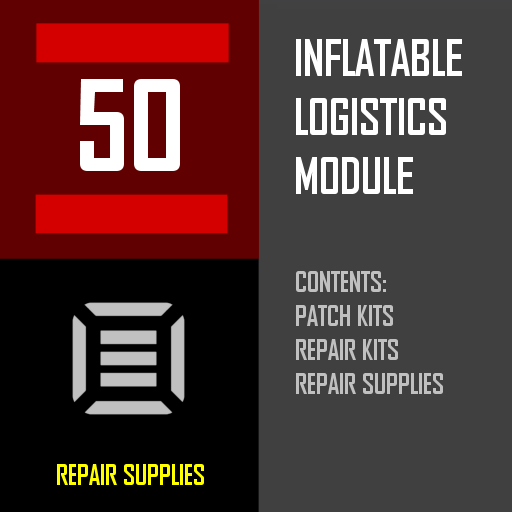 50
INFLATABLE
LOGISTICS
MODULE
CONTENTS:
PATCH KITS
REPAIR KITS
REPAIR SUPPLIES
REPAIR SUPPLIES